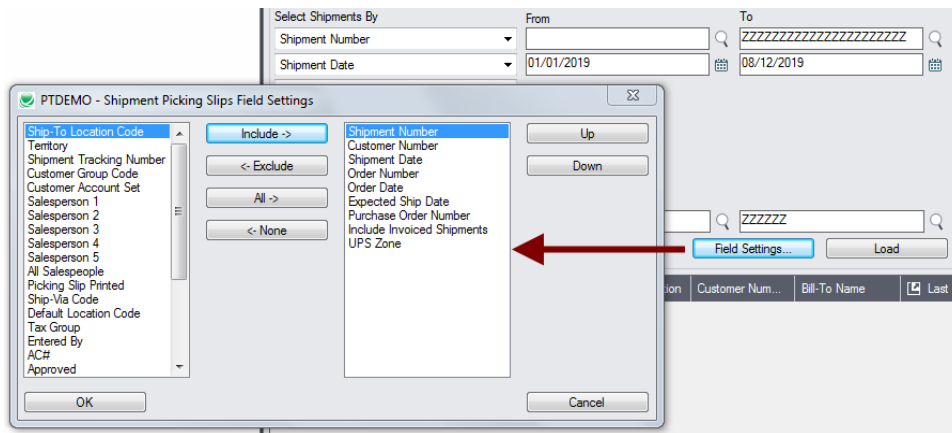 Select Shipments By From To
Shipment Number ZZZZZZZZZZZZZZZZZZZZZZ
Shipment Date 01/01/2019 08/12/2019
PTDEMO - Shipment Picking Slips Field Settings
Ship-To Location Code
Territory
Shipment Tracking Number
Customer Group Code
Customer Account Set
Salesperson 1
Salesperson 2
Salesperson 3
Salesperson 4
Salesperson 5
All Salespeople
Picking Slip Printed
Ship-Via Code
Default Location Code
Tax Group
Entered By
AC#
Approved
Include ->
<- Exclude
All ->
<- None
Shipment Number
Customer Number
Shipment Date
Order Number
Order Date
Expected Ship Date
Purchase Order Number
Include Invoiced Shipments
UPS Zone
Up
Down
OK
Cancel
ZZZZZZ
Field Settings... Load
tion Customer Num... Bill-To Name Last